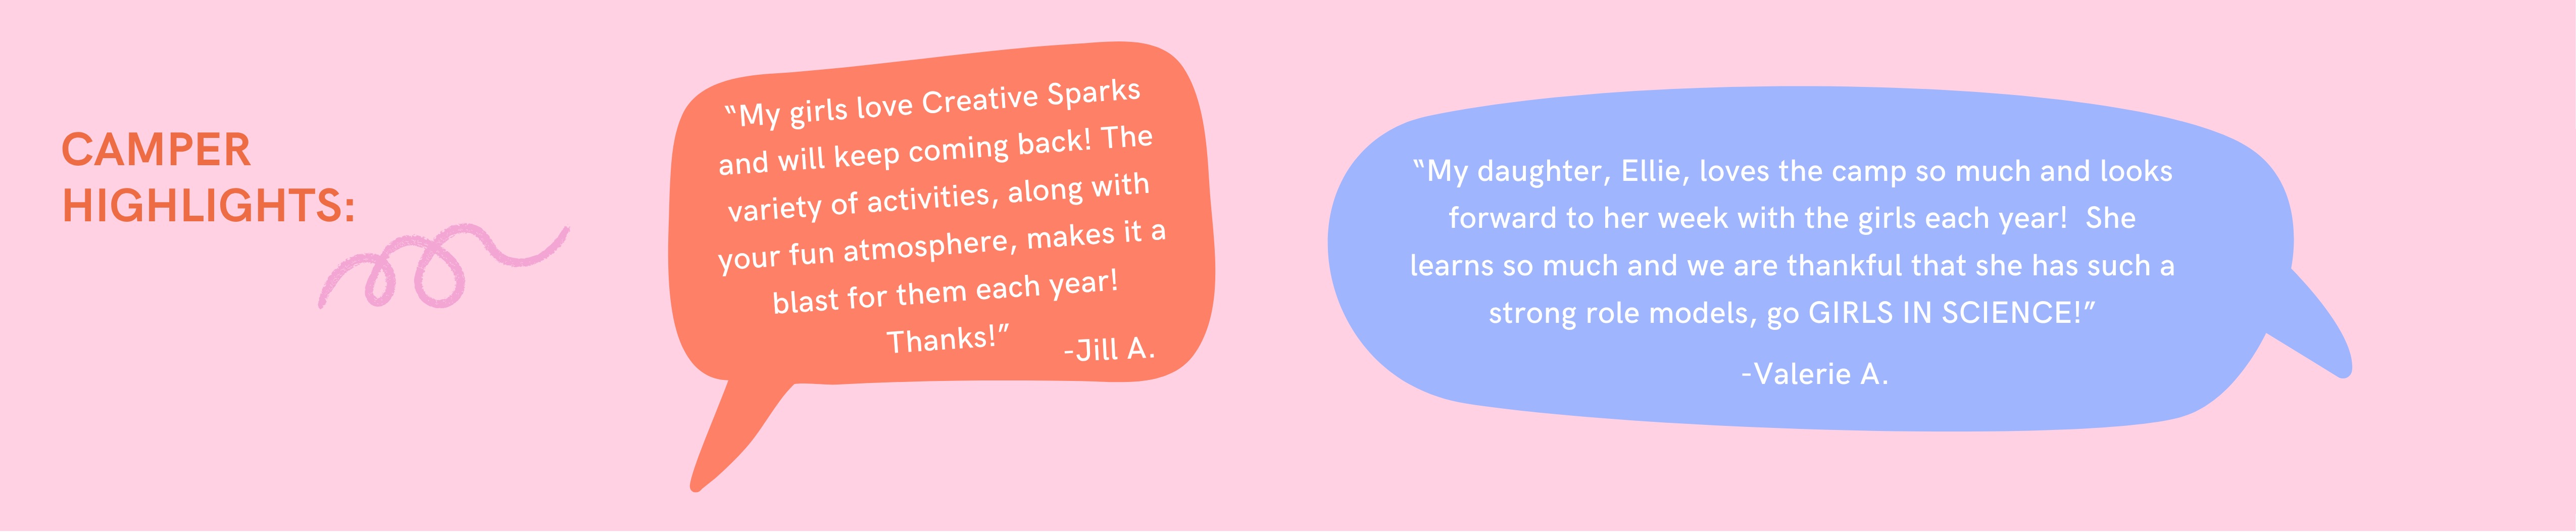 CAMPER
HIGHLIGHTS:
“My girls love Creative Sparks
and will keep coming back! The
variety of activities, along with
your fun atmosphere, makes it a
blast for them each year!
Thanks!”
-Jill A.
“My daughter, Ellie, loves the camp so much and looks
forward to her week with the girls each year!  She
learns so much and we are thankful that she has such a
strong role models, go GIRLS IN SCIENCE!”
-Valerie A.